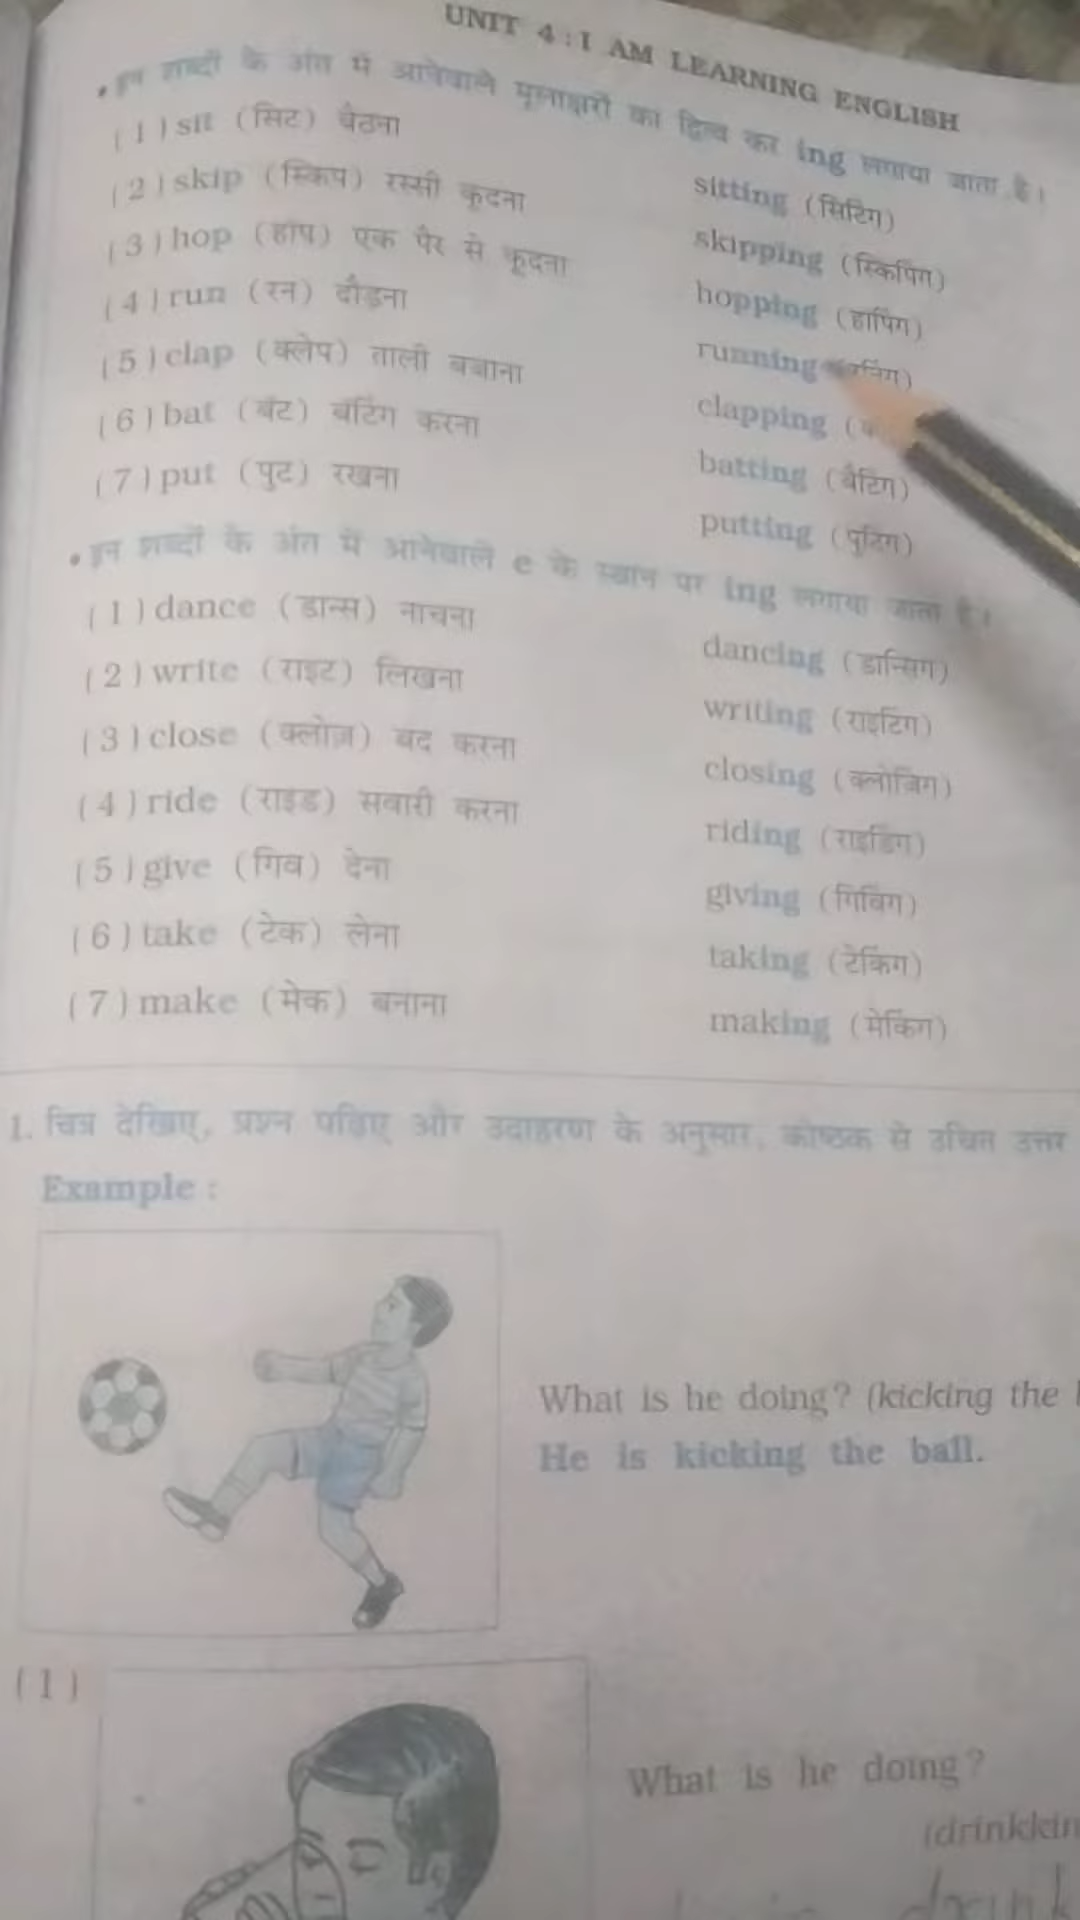 UNIT 4 : I AM LEARNING ENGLISH
• इन शब्दों के अंत में आनेवाले मूलाक्षरों का द्वित्व कर ing लगाया जाता है।
(1) sit (सिट) बैठना sitting (सिटिंग)
(2) skip (स्किप) रस्सी कूदना skipping (स्किपिंग)
(3) hop (हॉप) एक पैर से कूदना hopping (हॉपिंग)
(4) run (रन) दौड़ना running
(5) clap (क्लेप) ताली बजाना clapping
(6) bat (बॅट) बॅटिंग करना batting (बैटिंग)
(7) put (पुट) रखना putting (पुटिंग)
• इन शब्दों के अंत में आनेवाले e के स्थान पर ing लगाया जाता है।
(1) dance (डान्स) नाचना dancing (डान्सिंग)
(2) write (राइट) लिखना writing (राइटिंग)
(3) close (क्लोज़) बंद करना closing (क्लोज़िंग)
(4) ride (राइड) सवारी करना riding (राइडिंग)
(5) give (गिव) देना giving (गिविंग)
(6) take (टेक) लेना taking (टेकिंग)
(7) make (मेक) बनाना making (मेकिंग)
1. चित्र देखिए, प्रश्न पढ़िए और उदाहरण के अनुसार, कोष्ठक से उचित उत्तर
Example :
What is he doing? (kicking the
He is kicking the ball.
(1)
What is he doing?
(drinkkin